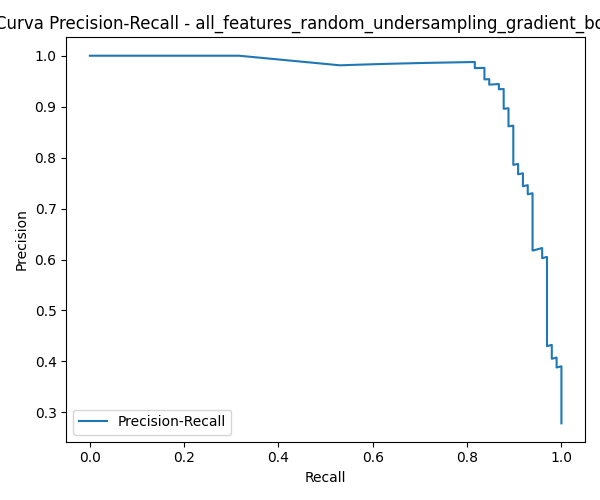 Curva Precision-Recall - all_features_random_undersampling_gradient_bo
1.0
0.9
0.8
0.7
0.6
0.5
0.4
0.3
Precision
Precision-Recall
0.0 0.2 0.4 0.6 0.8 1.0
Recall